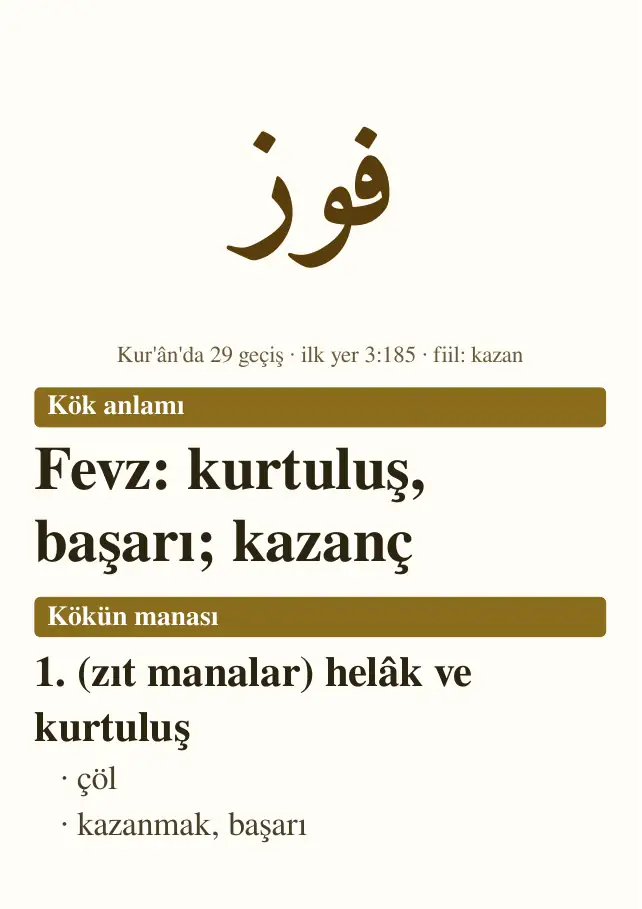 فوز
Kur'ân'da 29 geçiş · ilk yer 3:185 · fiil: kazan
Kök anlamı
Fevz: kurtuluş,
başarı; kazanç
Kökün manası
1. (zıt manalar) helâk ve
kurtuluş
· çöl
· kazanmak, başarı